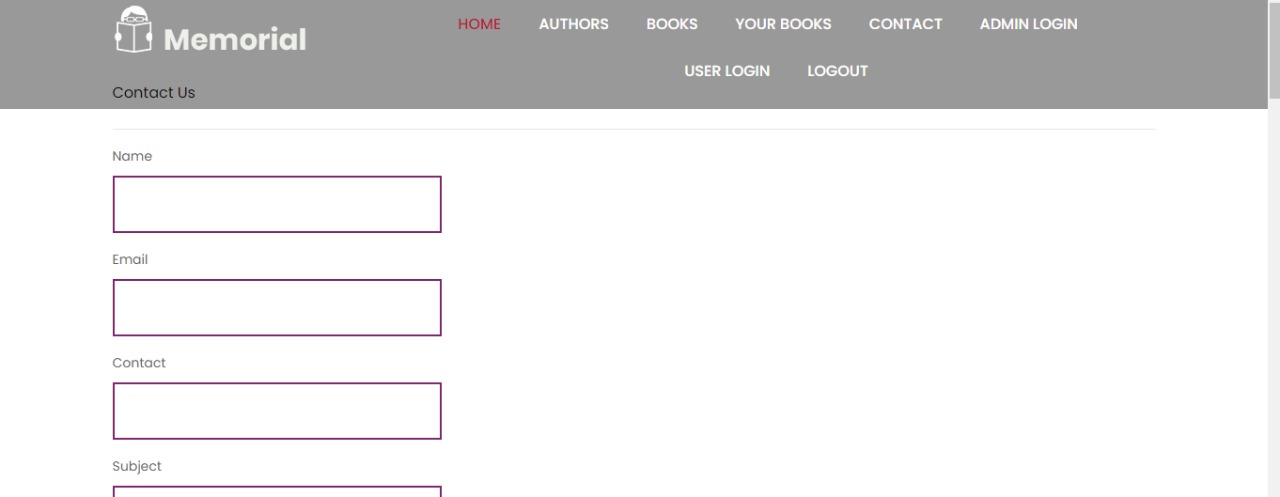 Memorial
HOME AUTHORS BOOKS YOUR BOOKS CONTACT ADMIN LOGIN
USER LOGIN LOGOUT
Contact Us
Name
Email
Contact
Subject